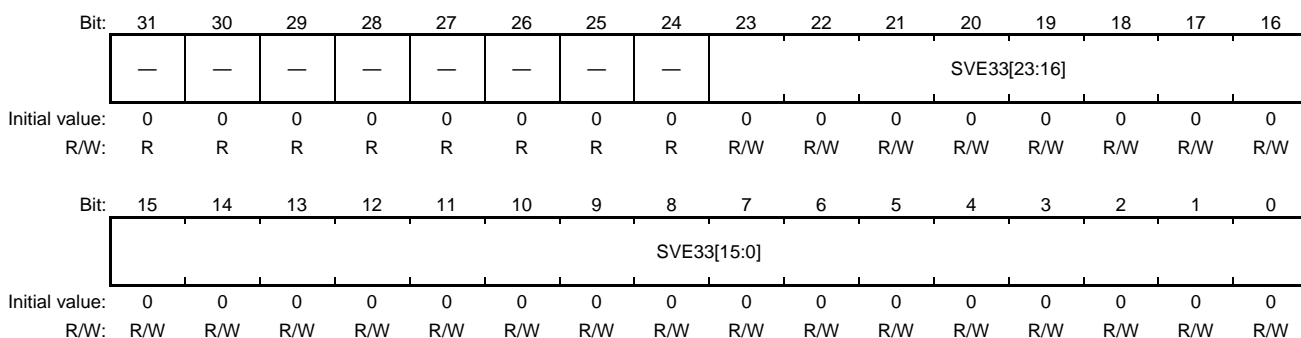 Bit: 31 30 29 28 27 26 25 24 23 22 21 20 19 18 17 16
— — — — — — — — SVE33[23:16]
Initial value: 0 0 0 0 0 0 0 0 0 0 0 0 0 0 0 0
R/W: R R R R R R R R R/W R/W R/W R/W R/W R/W R/W R/W
Bit: 15 14 13 12 11 10 9 8 7 6 5 4 3 2 1 0
SVE33[15:0]
Initial value: 0 0 0 0 0 0 0 0 0 0 0 0 0 0 0 0
R/W: R/W R/W R/W R/W R/W R/W R/W R/W R/W R/W R/W R/W R/W R/W R/W R/W